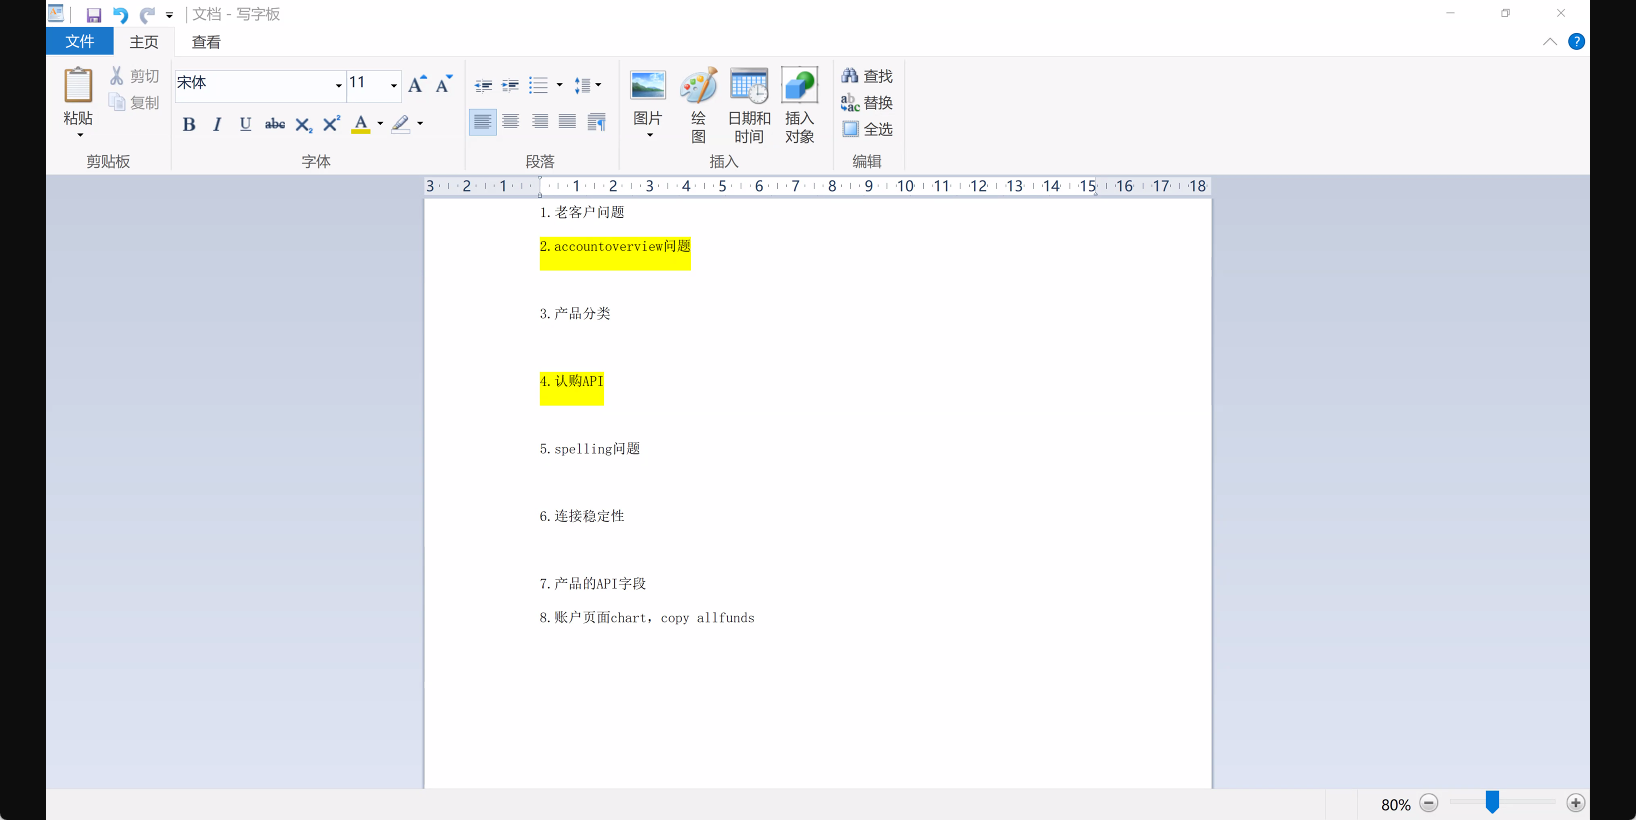 文档 - 写字板
文件 主页 查看
粘贴 剪切 复制
剪贴板
宋体 11
B I U abc X₂ X² A
字体
段落
图片 绘图 日期和时间 插入对象
插入
查找
替换
全选
编辑
3 2 1 1 2 3 4 5 6 7 8 9 10 11 12 13 14 15 16 17 18
1.老客户问题
2.accountoverview问题
3.产品分类
4.认购API
5.spelling问题
6.连接稳定性
7.产品的API字段
8.账户页面chart，copy allfunds
80%